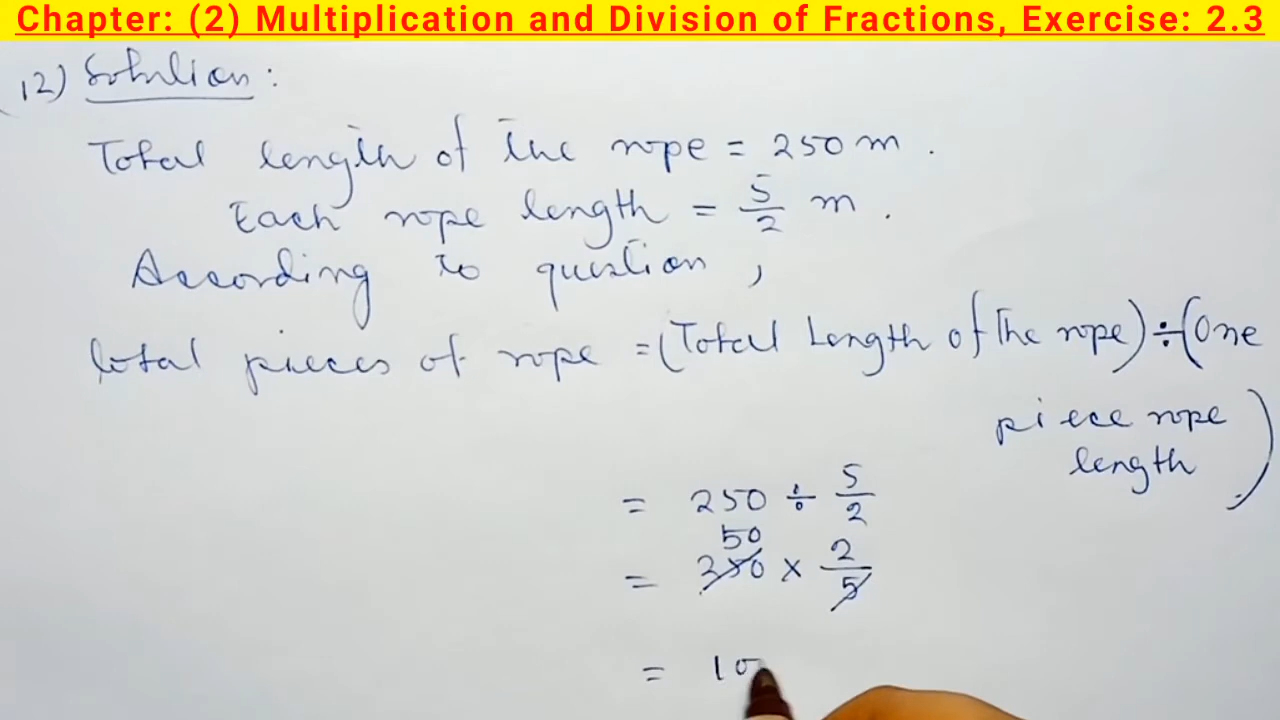 Chapter: (2) Multiplication and Division of Fractions, Exercise: 2.3
12) Solution:
Total length of the rope = 250 m.
Each rope length = 5/2 m.
According to question,
total pieces of rope = (Total Length of The rope) ÷ (One
piece rope
length)
= 250 ÷ 5/2
50
= 250 × 2/5
= 10